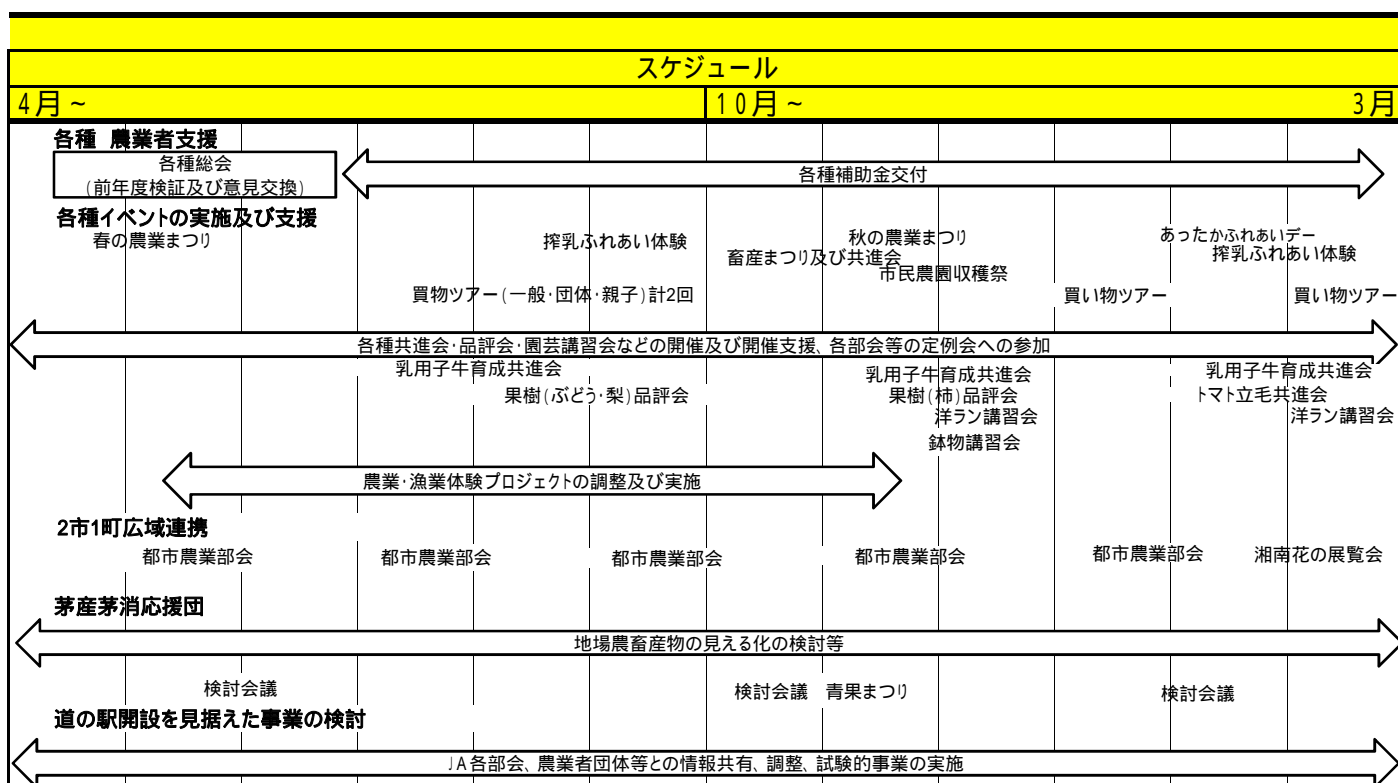 スケジュール
4月~ 10月~ 3月
各種 農業者支援
各種総会
(前年度検証及び意見交換)
各種補助金交付
各種イベントの実施及び支援
春の農業まつり 搾乳ふれあい体験 秋の農業まつり あったかふれあいデー
畜産まつり及び共進会 搾乳ふれあい体験
市民農園収穫祭
買物ツアー(一般・団体・親子)計2回 買い物ツアー 買い物ツアー
各種共進会・品評会・園芸講習会などの開催及び開催支援、各部会等の定例会への参加
乳用子牛育成共進会 乳用子牛育成共進会 乳用子牛育成共進会
果樹(ぶどう・梨)品評会 果樹(柿)品評会 トマト立毛共進会
洋ラン講習会 洋ラン講習会
鉢物講習会
農業・漁業体験プロジェクトの調整及び実施
2市1町広域連携
都市農業部会 都市農業部会 都市農業部会 都市農業部会 都市農業部会 湘南花の展覧会
茅産茅消応援団
地場農畜産物の見える化の検討等
検討会議 検討会議 青果まつり 検討会議
道の駅開設を見据えた事業の検討
JA各部会、農業者団体等との情報共有、調整、試験的事業の実施